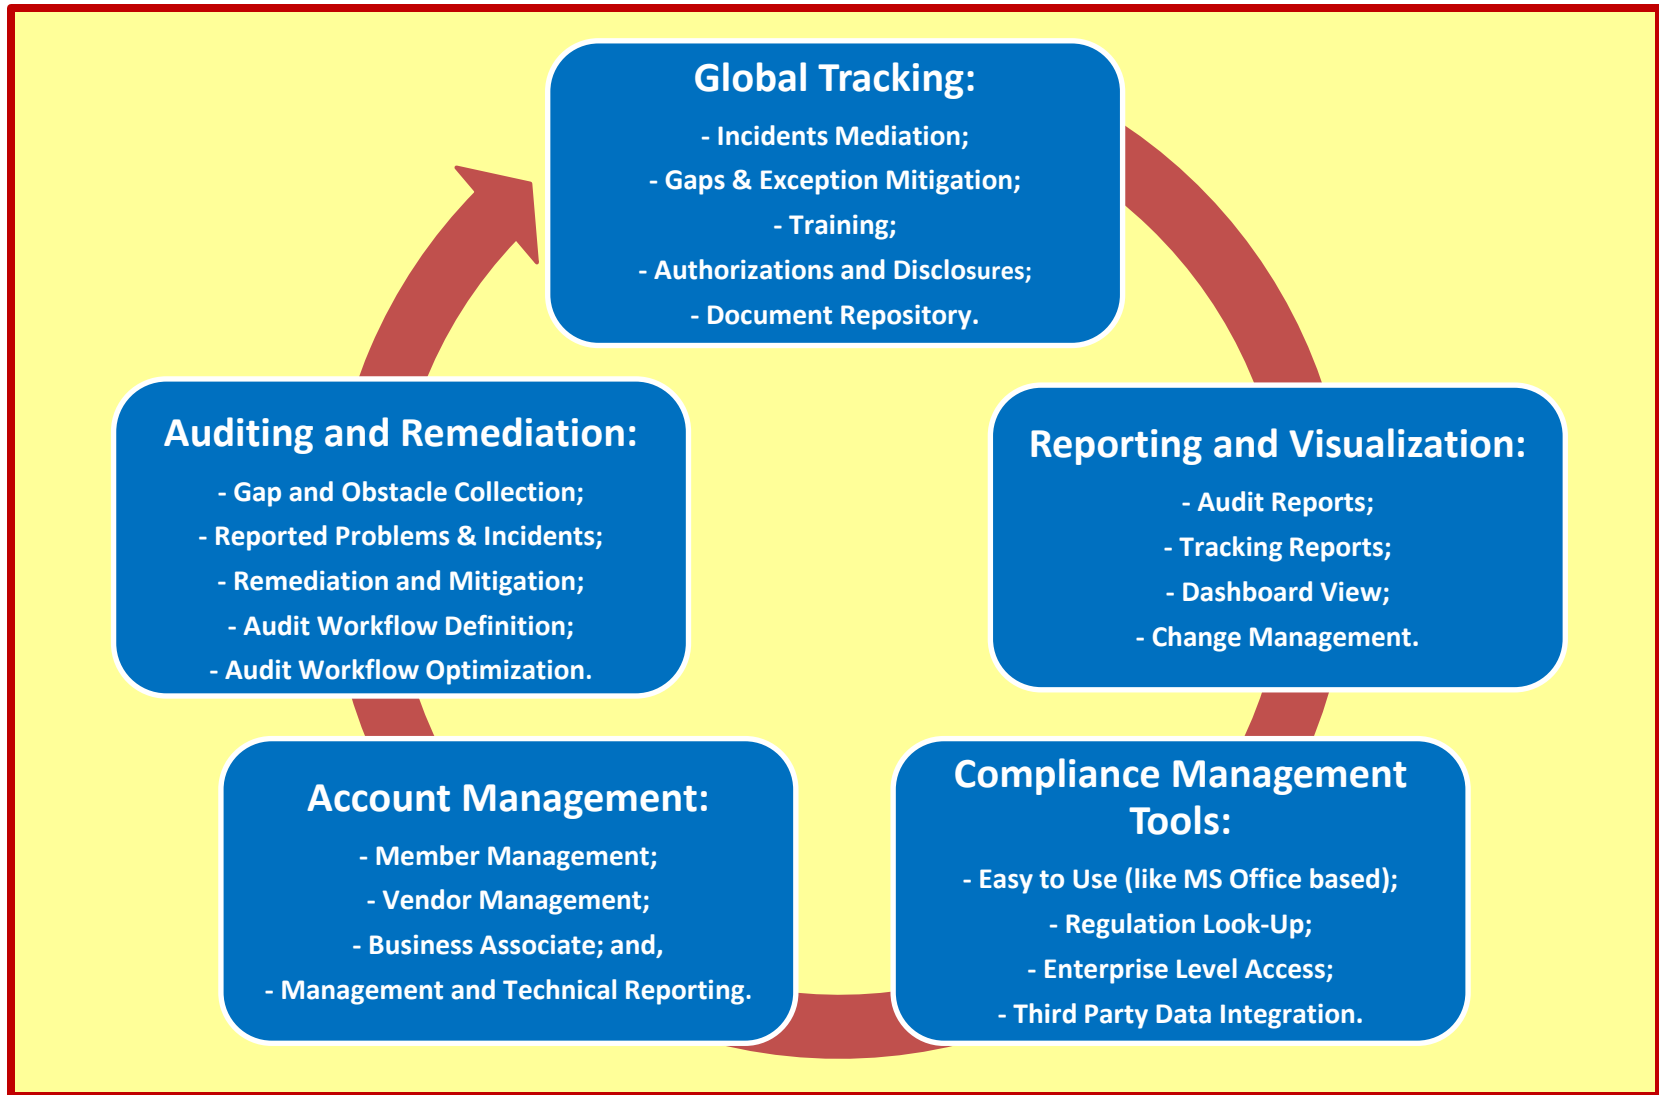 Global Tracking:
- Incidents Mediation;
- Gaps & Exception Mitigation;
- Training;
- Authorizations and Disclosures;
- Document Repository.
Reporting and Visualization:
- Audit Reports;
- Tracking Reports;
- Dashboard View;
- Change Management.
Compliance Management
Tools:
- Easy to Use (like MS Office based);
- Regulation Look-Up;
- Enterprise Level Access;
- Third Party Data Integration.
Account Management:
- Member Management;
- Vendor Management;
- Business Associate; and,
- Management and Technical Reporting.
Auditing and Remediation:
- Gap and Obstacle Collection;
- Reported Problems & Incidents;
- Remediation and Mitigation;
- Audit Workflow Definition;
- Audit Workflow Optimization.